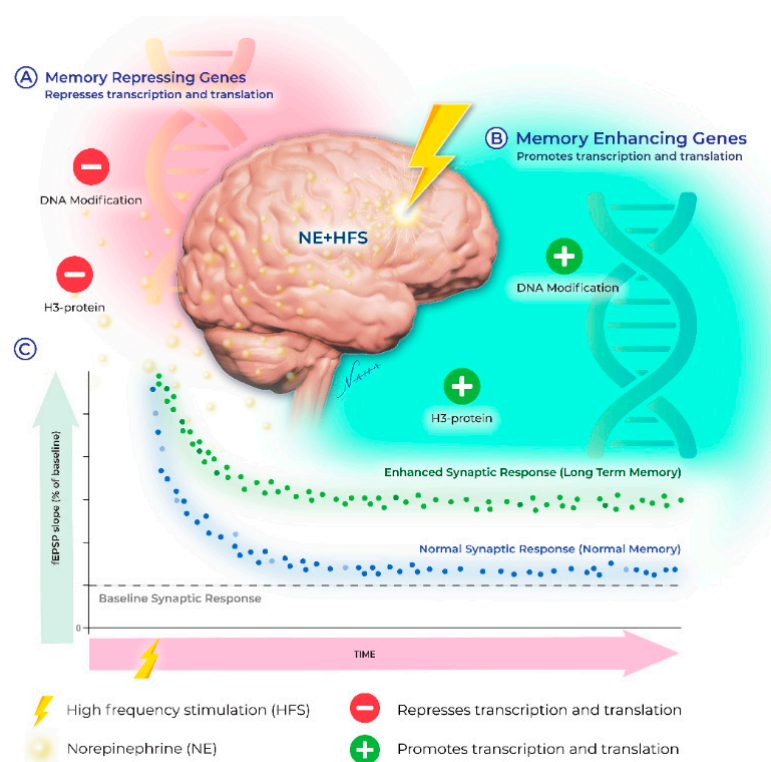 A Memory Repressing Genes
Represses transcription and translation
DNA Modification
H3-protein
B Memory Enhancing Genes
Promotes transcription and translation
NE+HFS
DNA Modification
H3-protein
C
fEPSP slope (% of baseline)
Enhanced Synaptic Response (Long Term Memory)
Normal Synaptic Response (Normal Memory)
Baseline Synaptic Response
0
TIME
High frequency stimulation (HFS)
Represses transcription and translation
Norepinephrine (NE)
Promotes transcription and translation